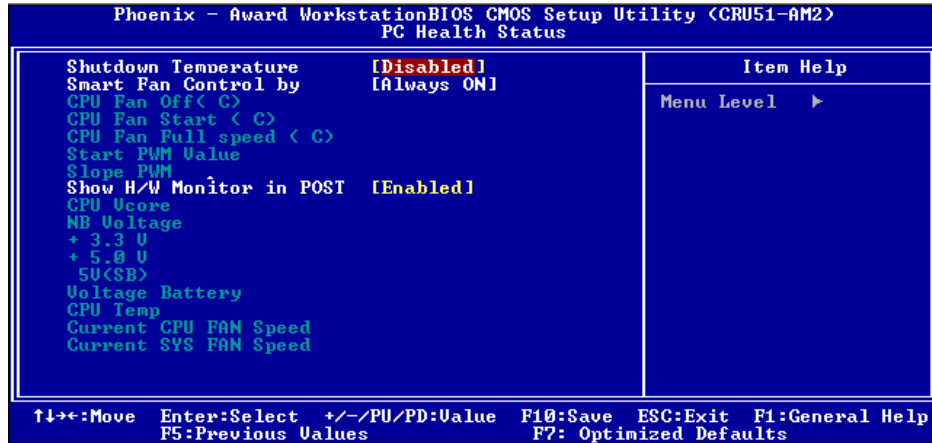 Phoenix - Award WorkstationBIOS CMOS Setup Utility (CRU51-AM2)
PC Health Status
Shutdown Temperature [Disabled]
Smart Fan Control by [Always ON]
CPU Fan Off( C)
CPU Fan Start ( C)
CPU Fan Full speed ( C)
Start PWM Value
Slope PWM
Show H/W Monitor in POST [Enabled]
CPU Vcore
NB Voltage
+ 3.3 V
+ 5.0 V
5V(SB)
Voltage Battery
CPU Temp
Current CPU FAN Speed
Current SYS FAN Speed
Item Help
Menu Level ►
↑↓→←:Move Enter:Select +/-/PU/PD:Value F10:Save ESC:Exit F1:General Help
F5:Previous Values F7: Optimized Defaults